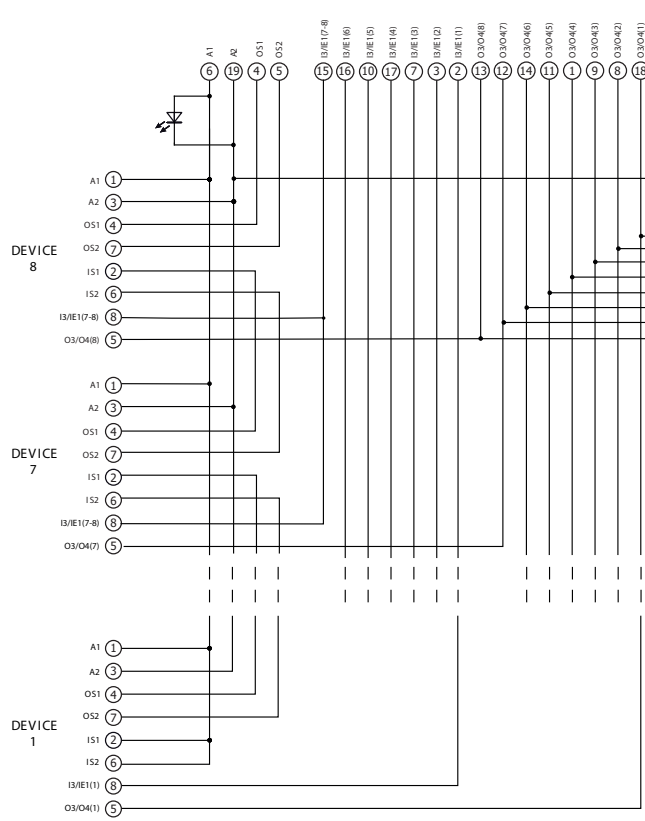 A1 A2 OS1 OS2 I3/IE1(7-8) I3/IE1(6) I3/IE1(5) I3/IE1(4) I3/IE1(3) I3/IE1(2) I3/IE1(1) O3/O4(8) O3/O4(7) O3/O4(6) O3/O4(5) O3/O4(4) O3/O4(3) O3/O4(2) O3/O4(1)
6 19 4 5 15 16 10 17 7 3 2 13 12 14 11 1 9 8 18
DEVICE
8
A1 1
A2 3
OS1 4
OS2 7
IS1 2
IS2 6
I3/IE1(7-8) 8
O3/O4(8) 5
DEVICE
7
A1 1
A2 3
OS1 4
OS2 7
IS1 2
IS2 6
I3/IE1(7-8) 8
O3/O4(7) 5
DEVICE
1
A1 1
A2 3
OS1 4
OS2 7
IS1 2
IS2 6
I3/IE1(1) 8
O3/O4(1) 5